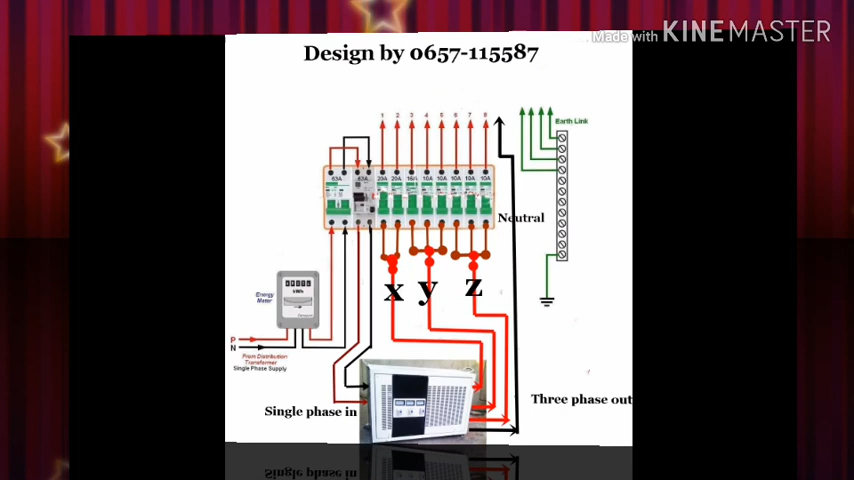 Made with KINEMASTER
Design by 0657-115587
1 2 3 4 5 6 7 8
Earth Link
63A 63A 20A 20A 16A 10A 10A 10A 10A 10A
Neutral
Energy
Meter
kWh
x y z
P
N
From Distribution
Transformer
Single Phase Supply
Single phase in
Three phase out